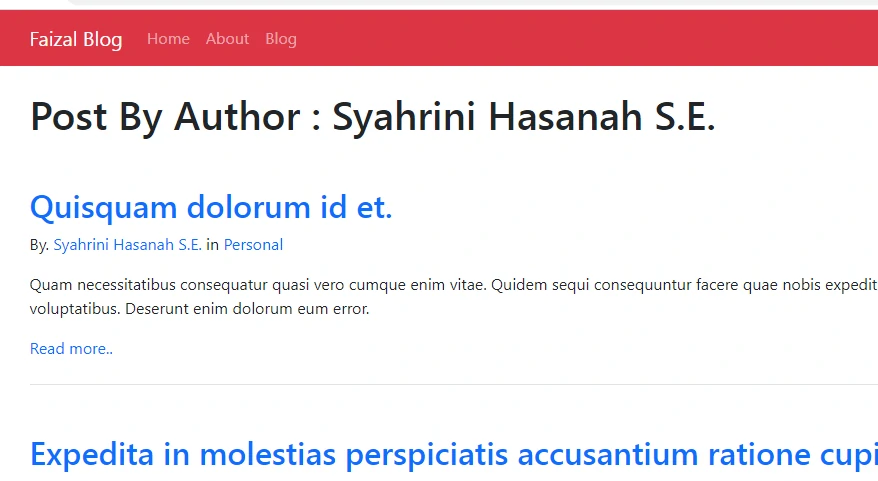 Faizal Blog Home About Blog
Post By Author : Syahrini Hasanah S.E.
Quisquam dolorum id et.
By. Syahrini Hasanah S.E. in Personal
Quam necessitatibus consequatur quasi vero cumque enim vitae. Quidem sequi consequuntur facere quae nobis expedit
voluptatibus. Deserunt enim dolorum eum error.
Read more..
Expedita in molestias perspiciatis accusantium ratione cupi